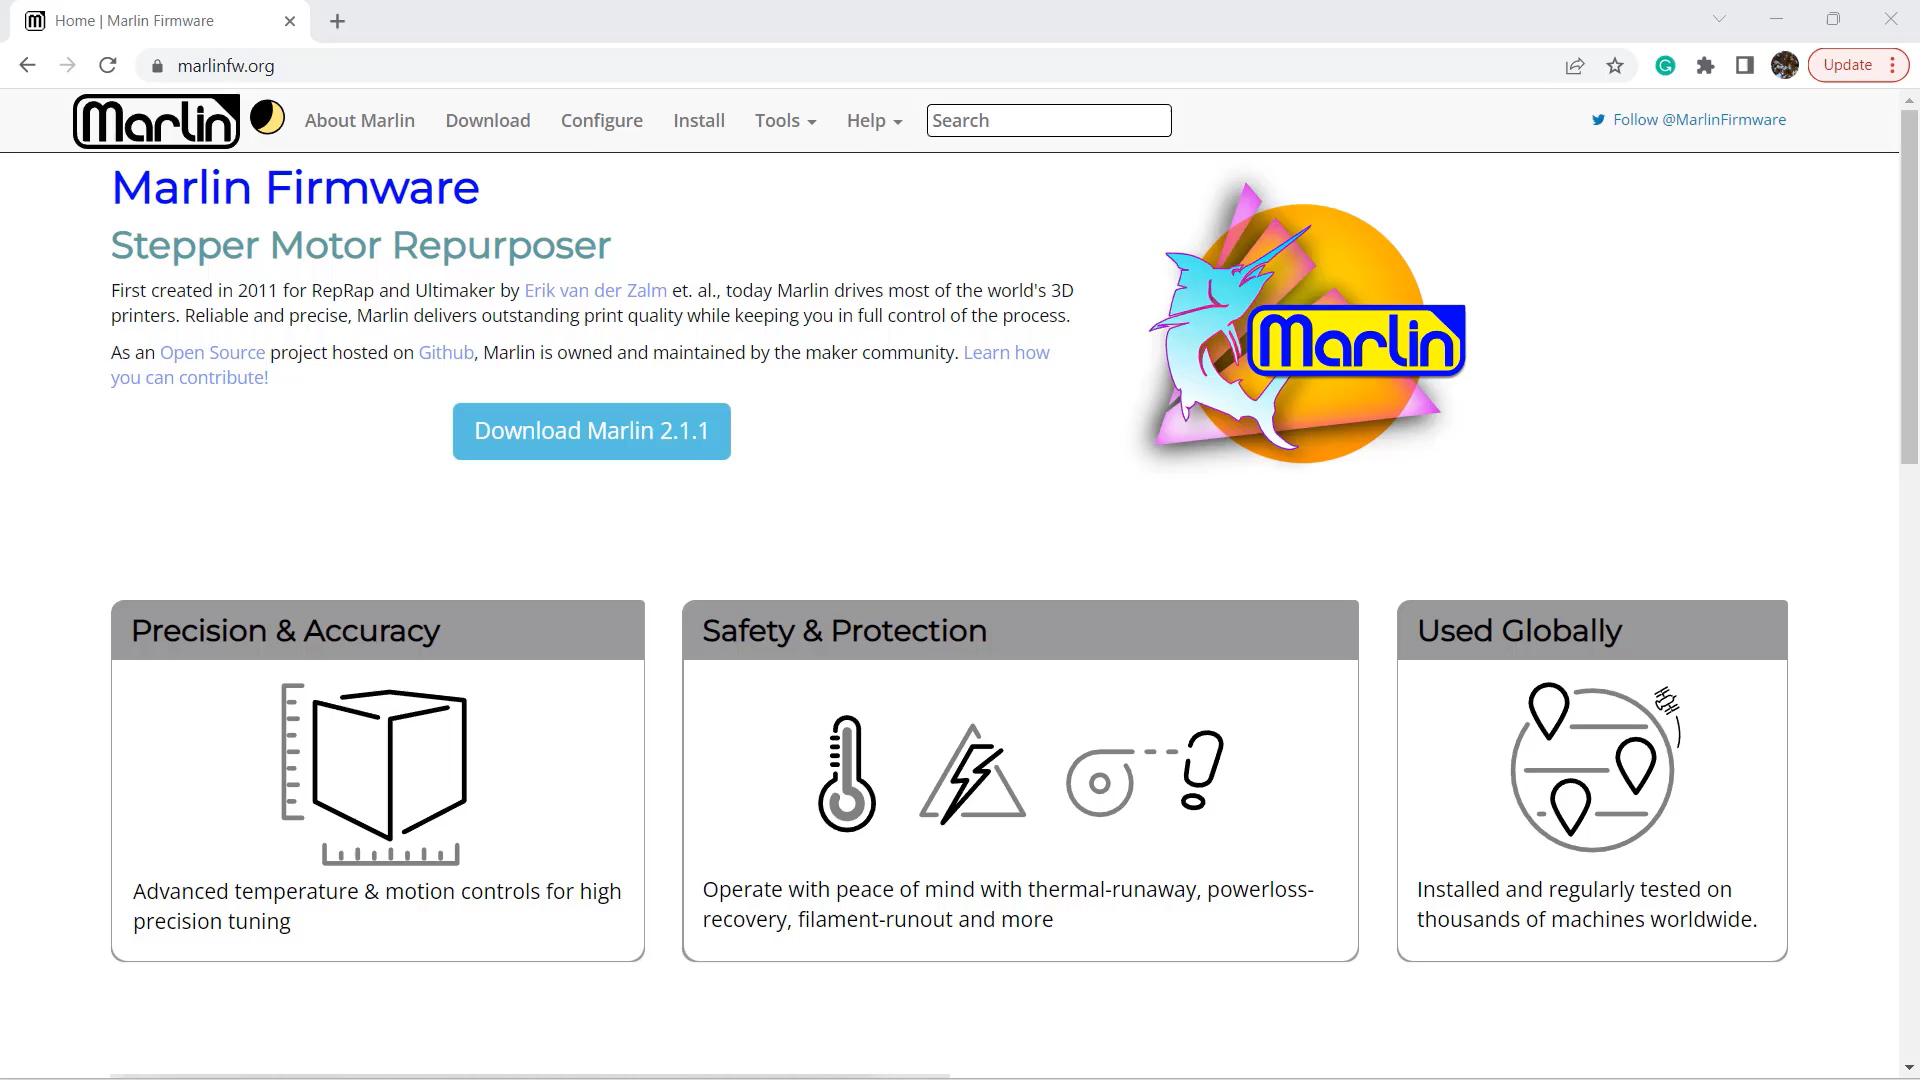 Home | Marlin Firmware
marlinfw.org
Update
Marlin
About Marlin
Download
Configure
Install
Tools
Help
Search
Follow @MarlinFirmware
Marlin Firmware
Stepper Motor Repurposer
First created in 2011 for RepRap and Ultimaker by Erik van der Zalm et. al., today Marlin drives most of the world's 3D
printers. Reliable and precise, Marlin delivers outstanding print quality while keeping you in full control of the process.
As an Open Source project hosted on Github, Marlin is owned and maintained by the maker community. Learn how
you can contribute!
Download Marlin 2.1.1
Marlin
Precision & Accuracy
Advanced temperature & motion controls for high
precision tuning
Safety & Protection
Operate with peace of mind with thermal-runaway, powerloss-
recovery, filament-runout and more
Used Globally
Installed and regularly tested on
thousands of machines worldwide.